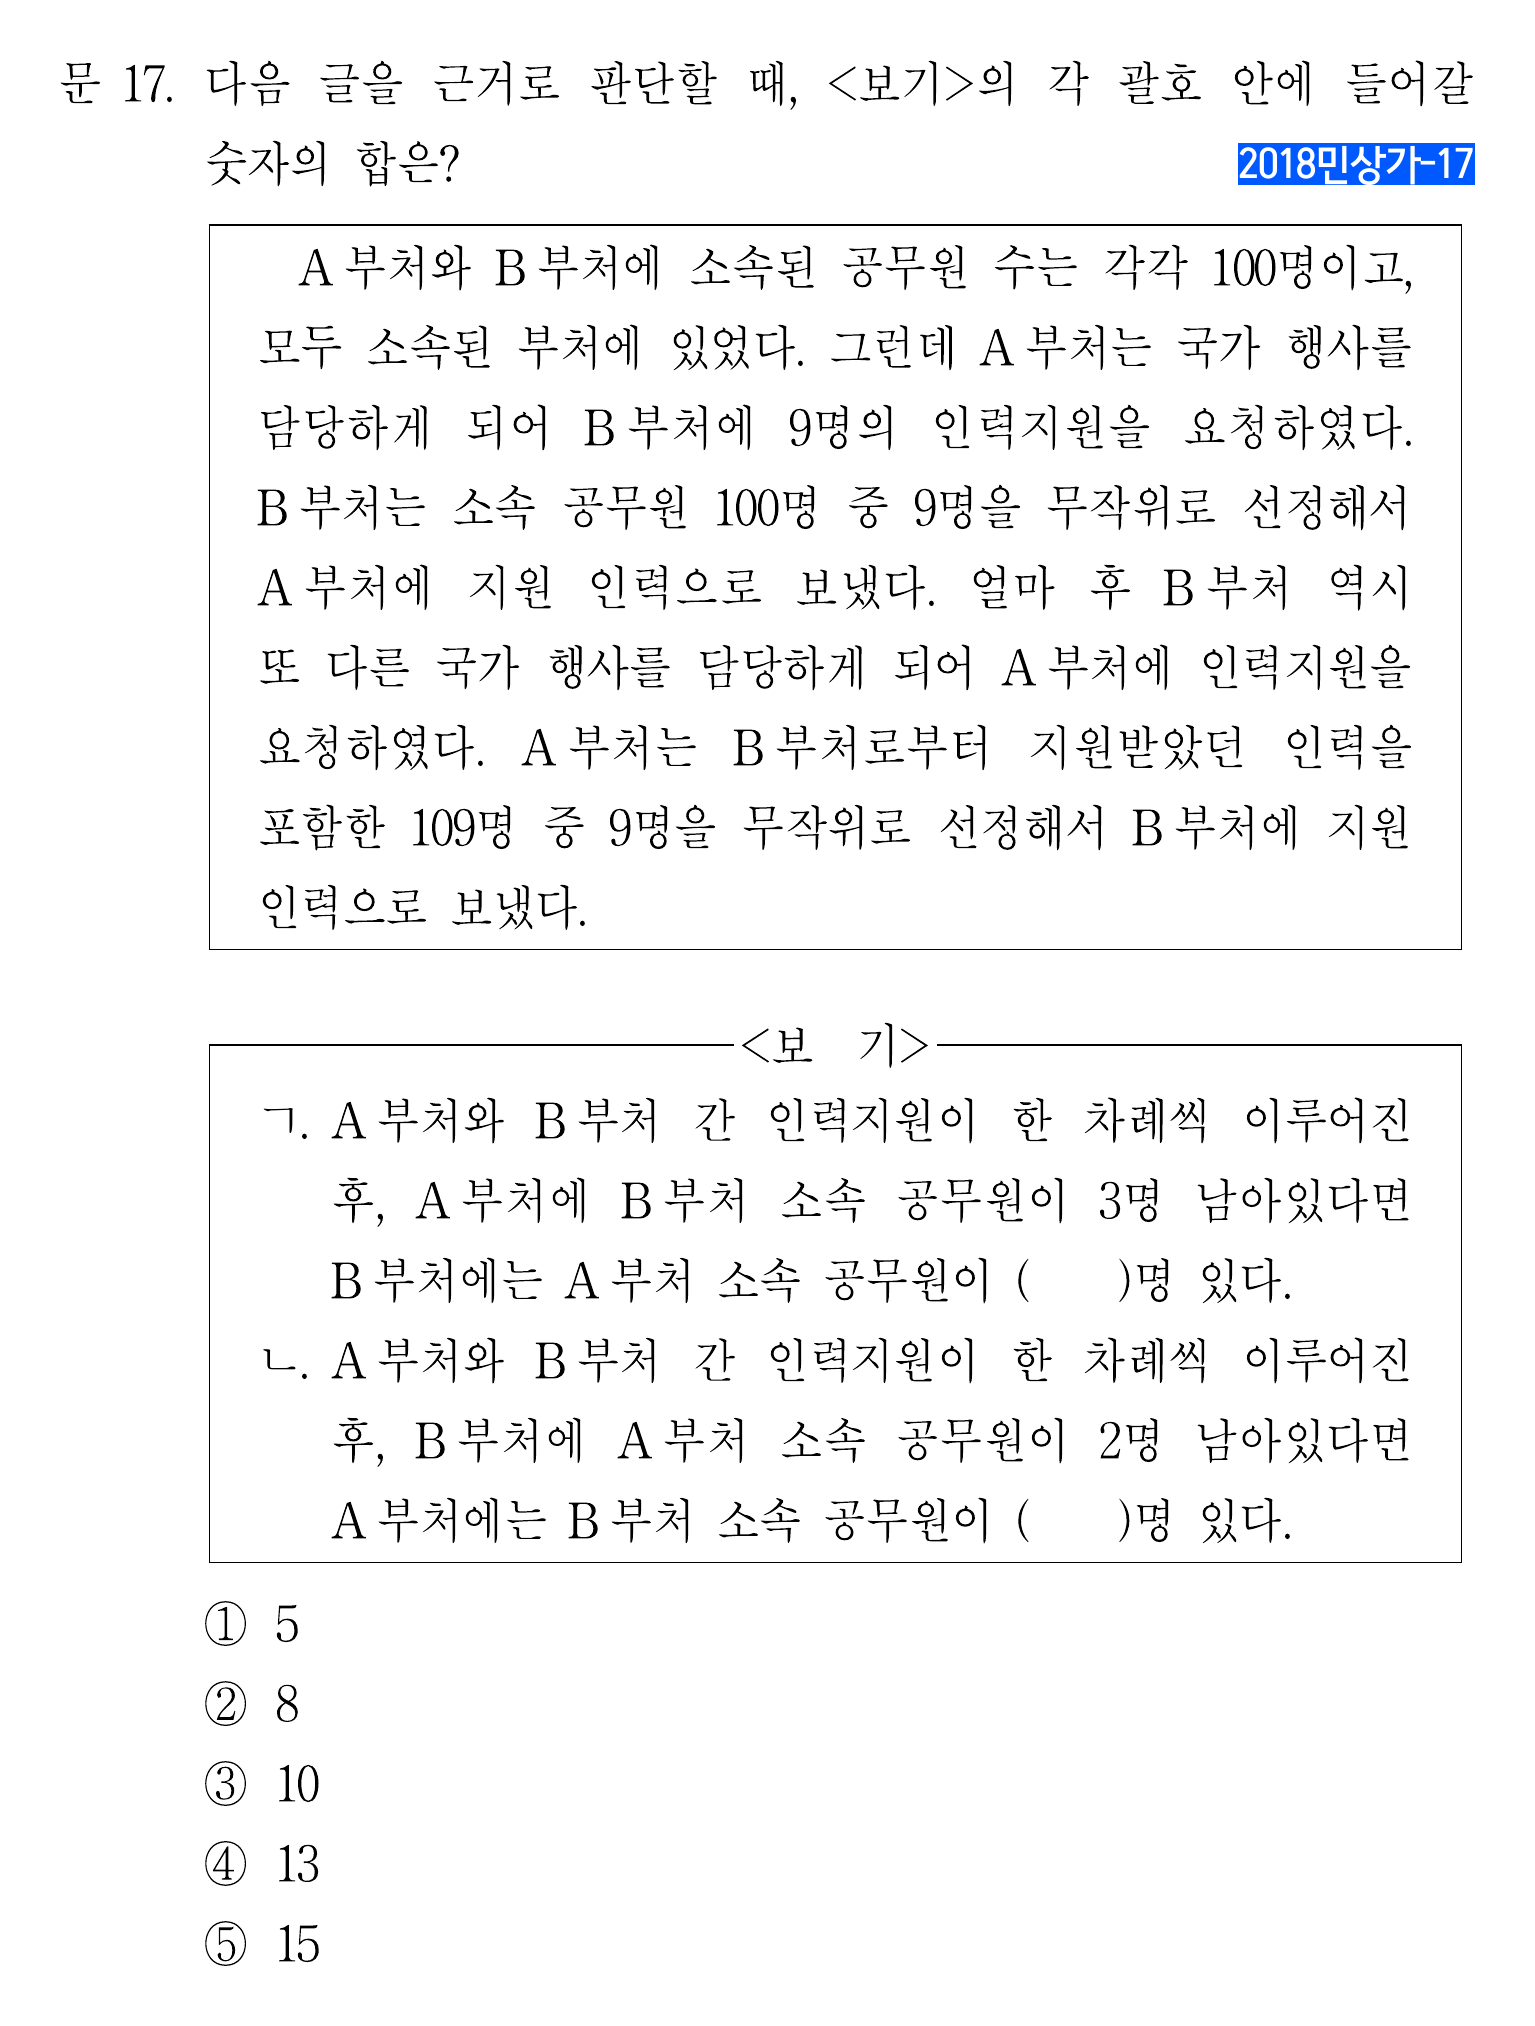 문 17. 다음 글을 근거로 판단할 때, <보기>의 각 괄호 안에 들어갈
숫자의 합은?
2018민상가-17
A부처와 B부처에 소속된 공무원 수는 각각 100명이고,
모두 소속된 부처에 있었다. 그런데 A부처는 국가 행사를
담당하게 되어 B부처에 9명의 인력지원을 요청하였다.
B부처는 소속 공무원 100명 중 9명을 무작위로 선정해서
A부처에 지원 인력으로 보냈다. 얼마 후 B부처 역시
또 다른 국가 행사를 담당하게 되어 A부처에 인력지원을
요청하였다. A부처는 B부처로부터 지원받았던 인력을
포함한 109명 중 9명을 무작위로 선정해서 B부처에 지원
인력으로 보냈다.
<보 기>
ㄱ. A부처와 B부처 간 인력지원이 한 차례씩 이루어진
후, A부처에 B부처 소속 공무원이 3명 남아있다면
B부처에는 A부처 소속 공무원이 ( )명 있다.
ㄴ. A부처와 B부처 간 인력지원이 한 차례씩 이루어진
후, B부처에 A부처 소속 공무원이 2명 남아있다면
A부처에는 B부처 소속 공무원이 ( )명 있다.
① 5
② 8
③ 10
④ 13
⑤ 15